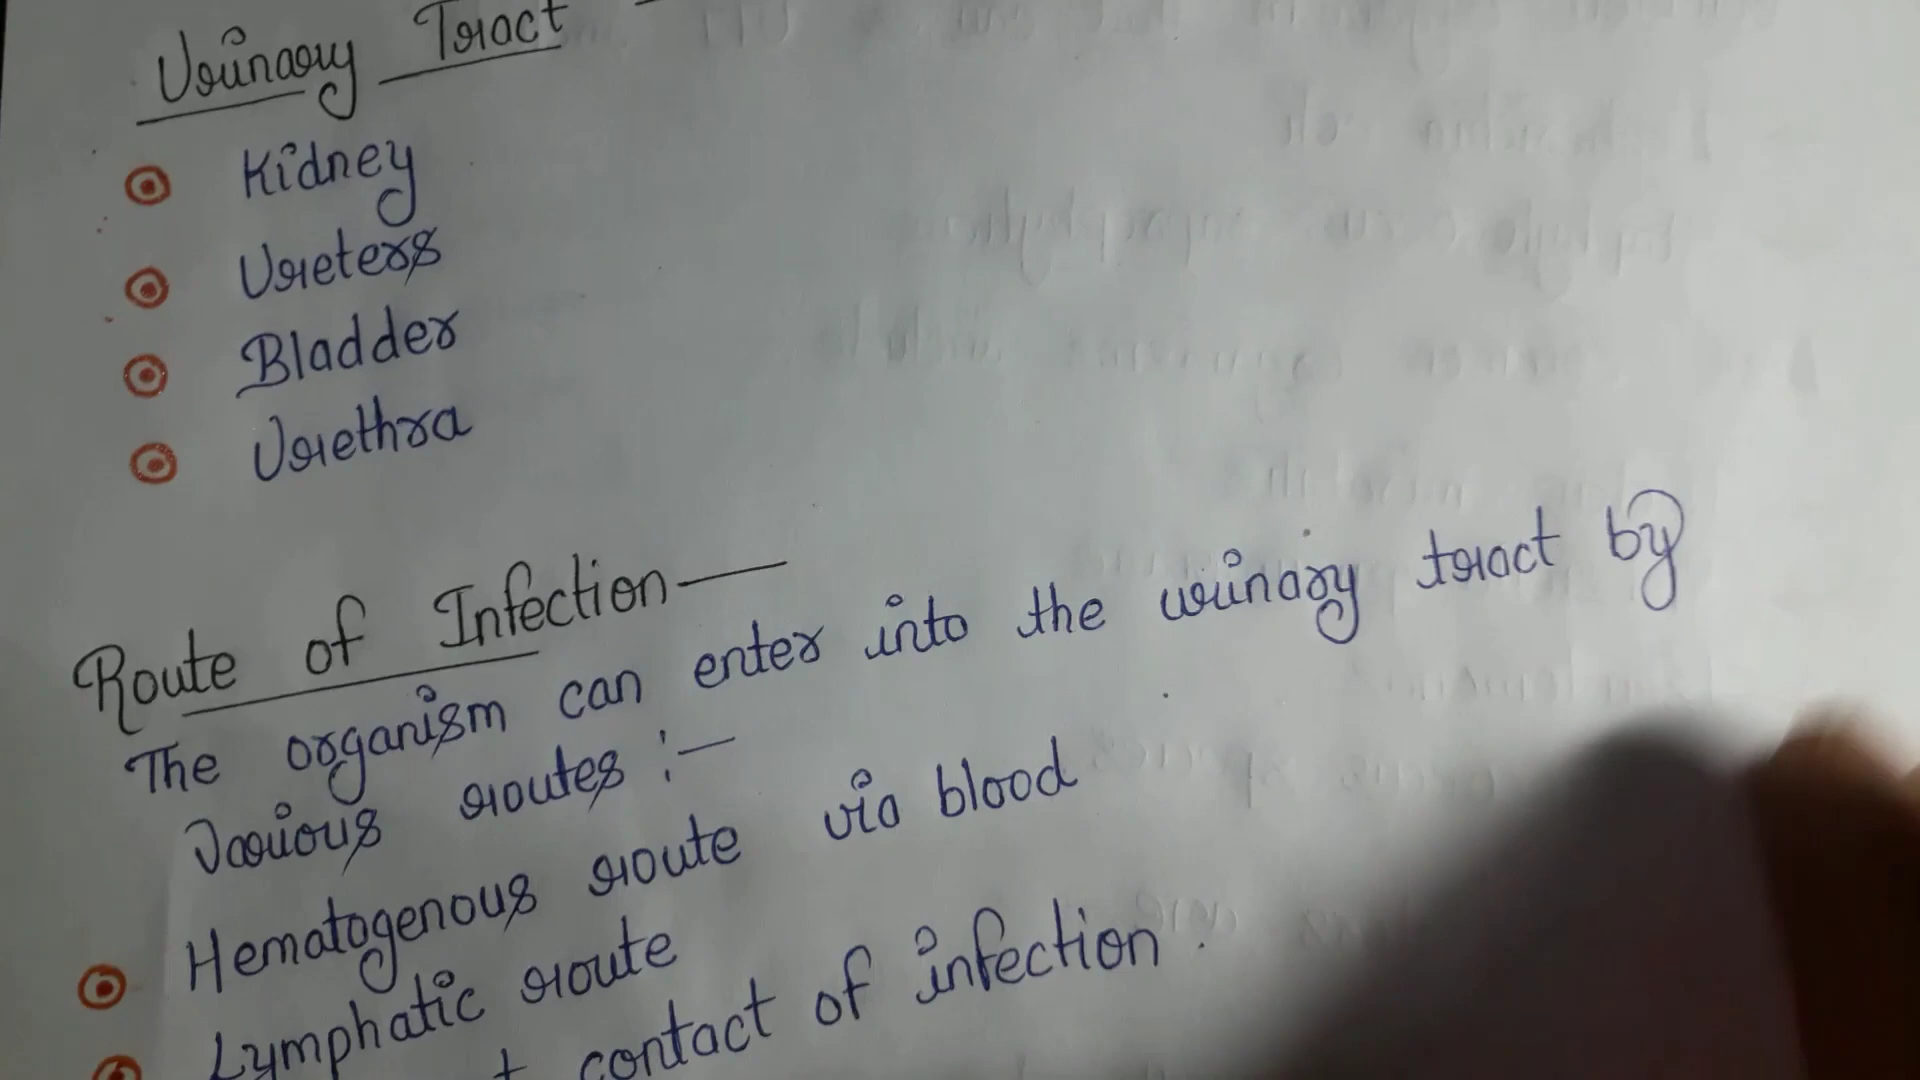 Urinary Tract
Kidney
Ureters
Bladder
Urethra
Route of Infection —
The organism can enter into the urinary tract by
various routes :—
Hematogenous route via blood
Lymphatic route
contact of infection.